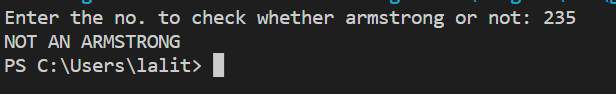 Enter the no. to check whether armstrong or not: 235
NOT AN ARMSTRONG
PS C:\Users\lalit>